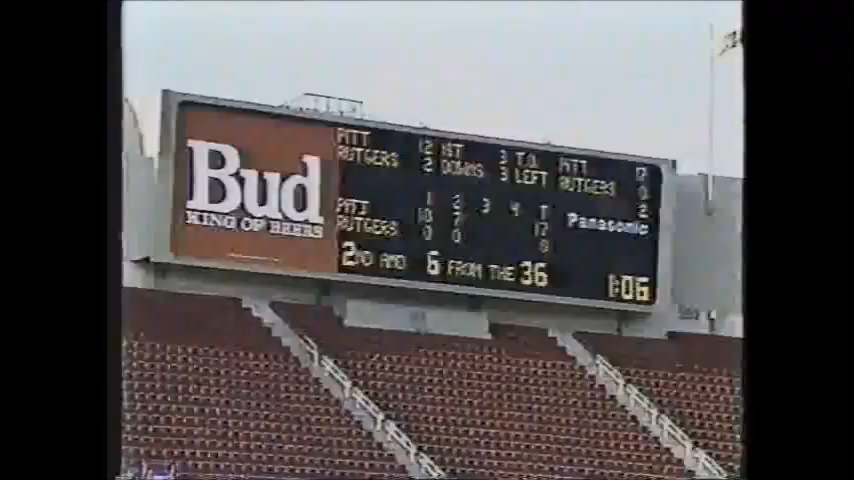 Bud
KING OF BEERS
PITT 12 1ST 3 T.O. PITT 17
RUTGERS 2 DOWNS 3 LEFT RUTGERS 0
2
1 2 3 4 T
PITT 10 7 17
RUTGERS 0 0 0
Panasonic
2ND AND 6 FROM THE 36 1:06